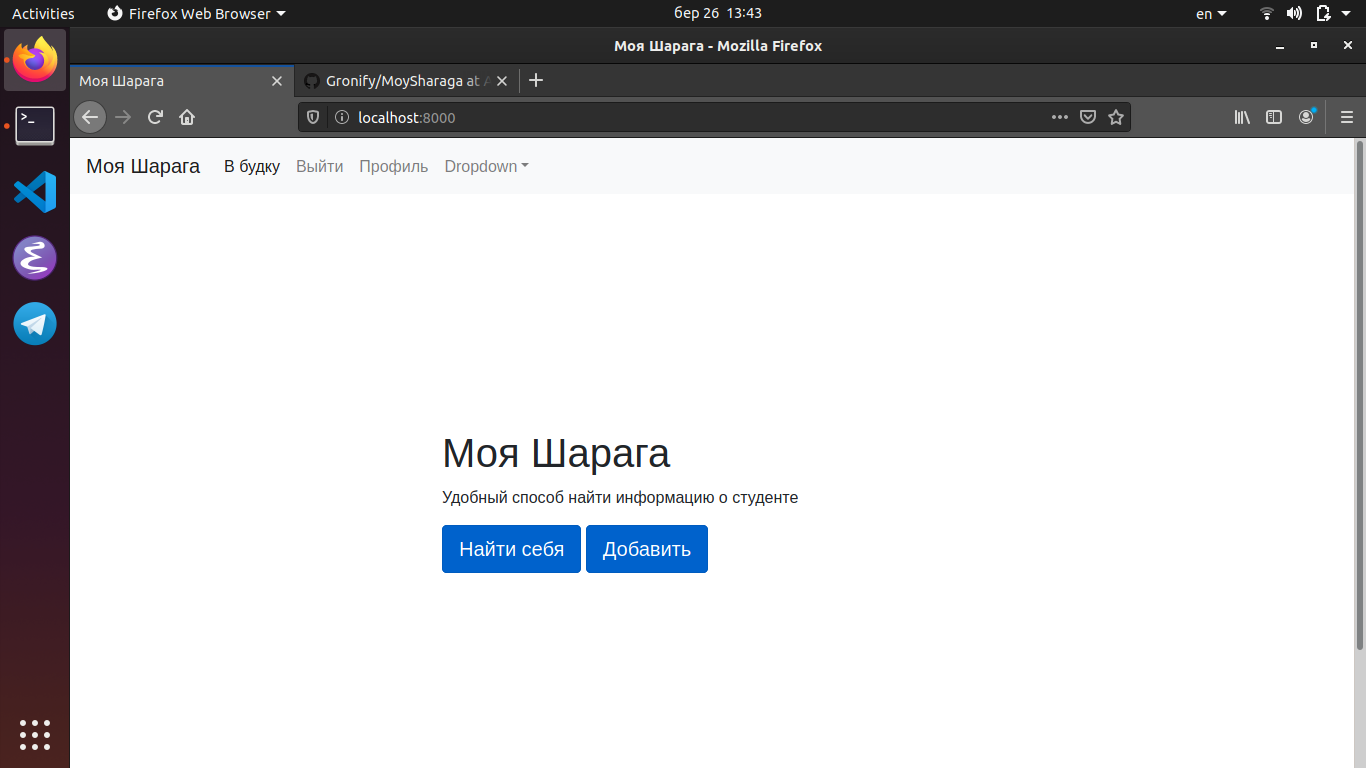 Activities Firefox Web Browser бер 26 13:43 en
Моя Шарага - Mozilla Firefox
Моя Шарага Gronify/MoySharaga at
localhost:8000
Моя Шарага В будку Выйти Профиль Dropdown
Моя Шарага
Удобный способ найти информацию о студенте
Найти себя Добавить